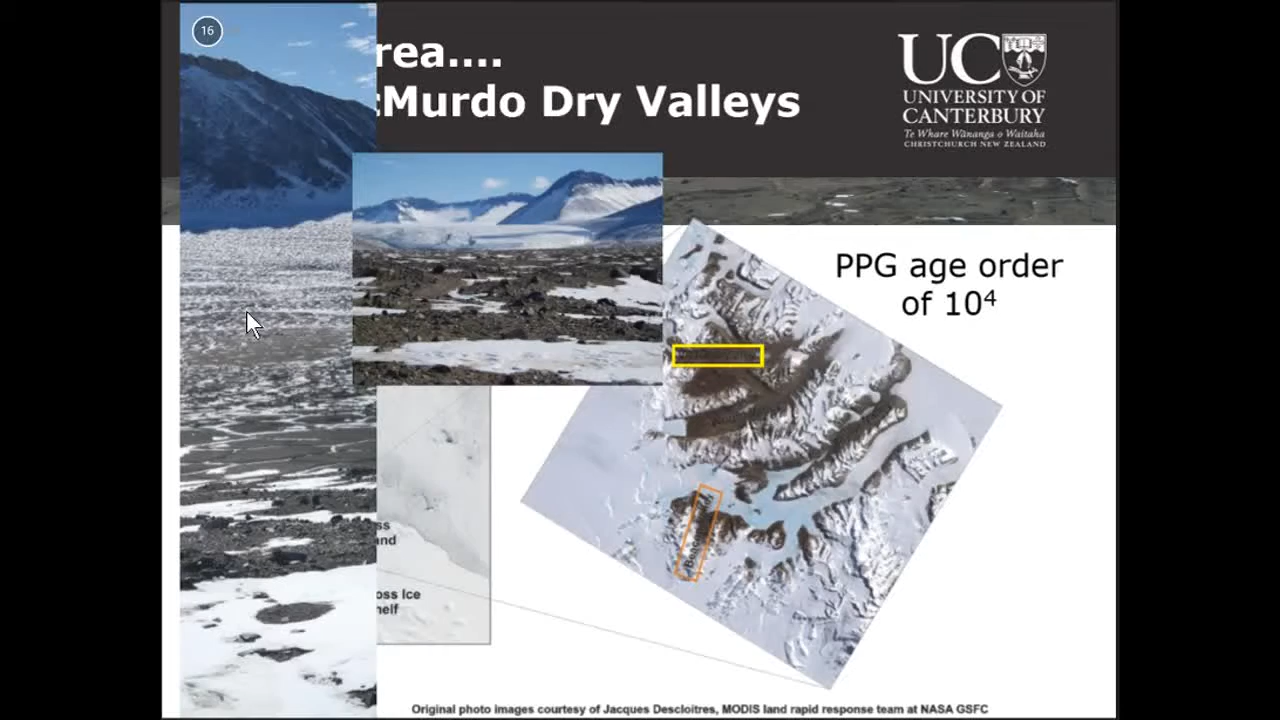 16
rea....
cMurdo Dry Valleys
UC
UNIVERSITY OF
CANTERBURY
Te Whare Wānanga o Waitaha
CHRISTCHURCH NEW ZEALAND
PPG age order
of 10⁴
ss
and
oss Ice
helf
Original photo images courtesy of Jacques Descloitres, MODIS land rapid response team at NASA GSFC